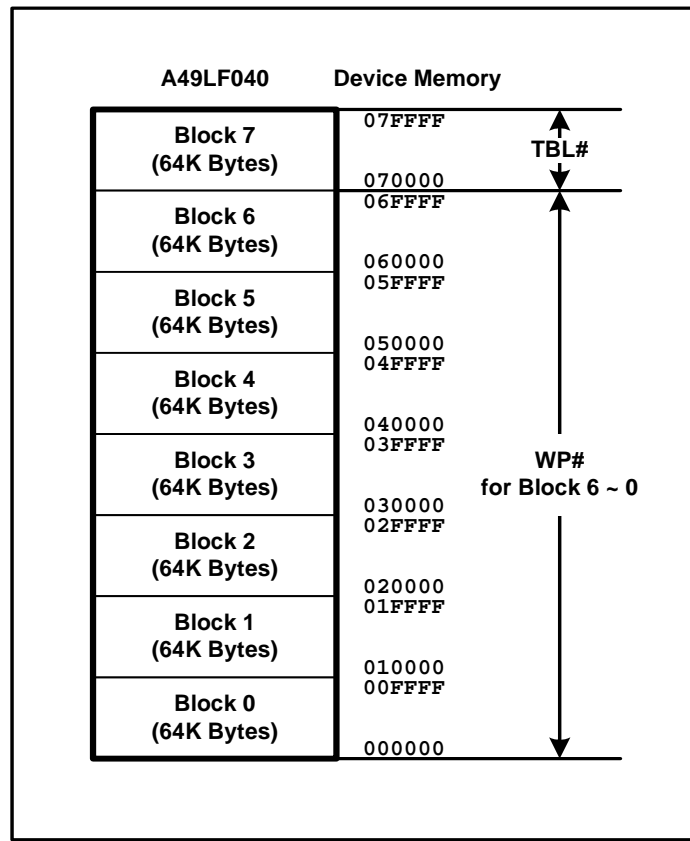 A49LF040 Device Memory
Block 7
(64K Bytes)
07FFFF
070000
TBL#
Block 6
(64K Bytes)
06FFFF
060000
Block 5
(64K Bytes)
05FFFF
050000
Block 4
(64K Bytes)
04FFFF
040000
Block 3
(64K Bytes)
03FFFF
030000
WP#
for Block 6 ~ 0
Block 2
(64K Bytes)
02FFFF
020000
Block 1
(64K Bytes)
01FFFF
010000
Block 0
(64K Bytes)
00FFFF
000000